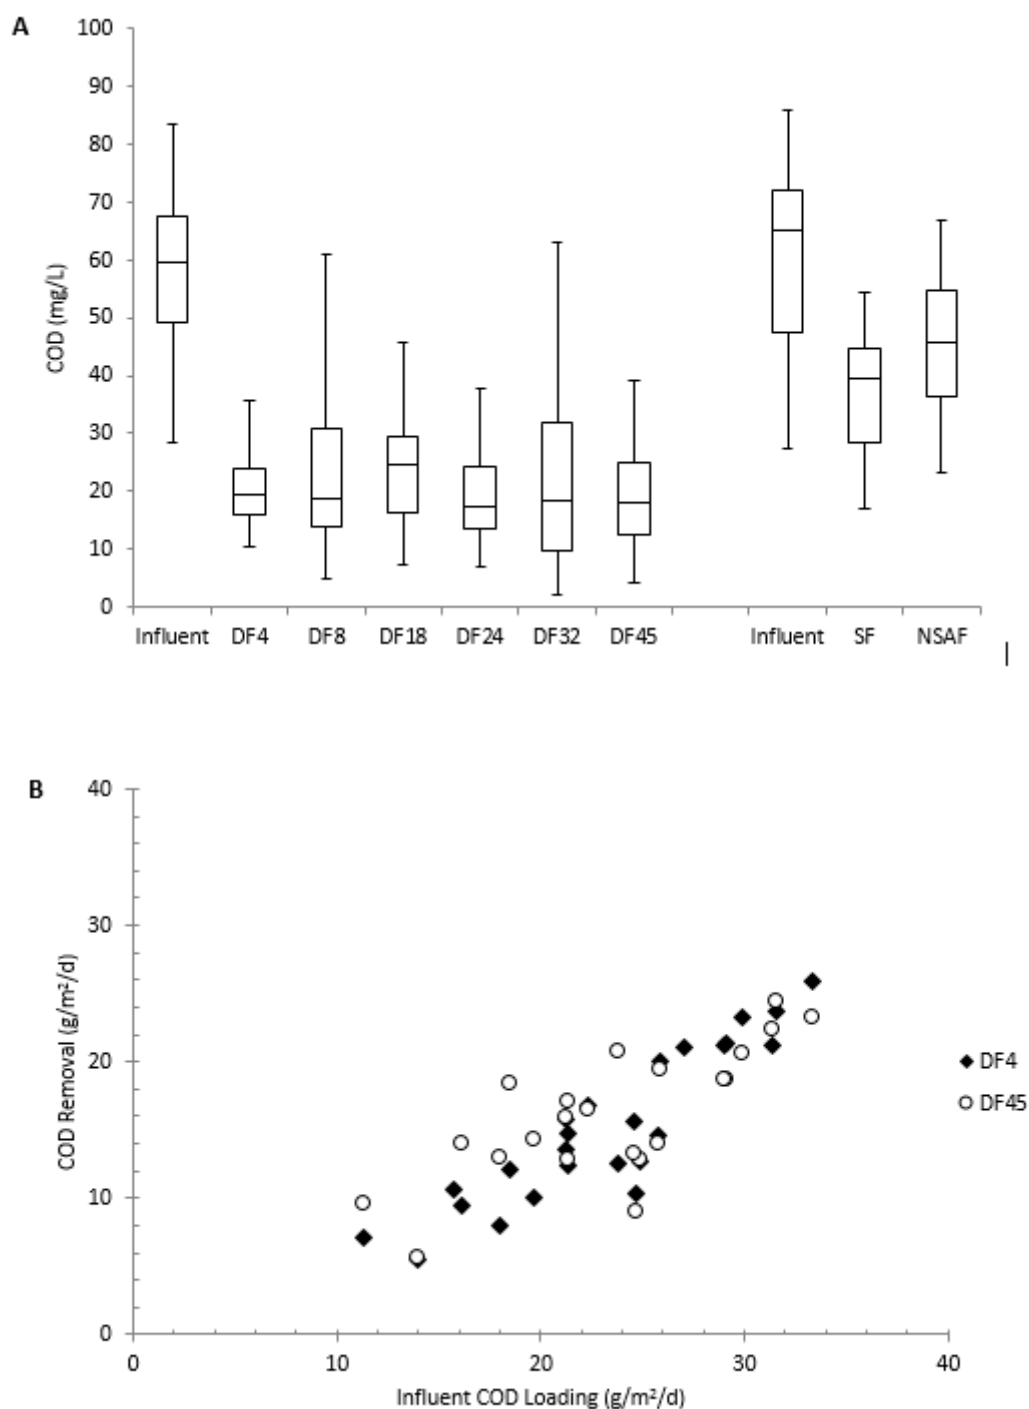 A
100
90
80
70
60
50
40
30
20
10
0
COD (mg/L)
Influent DF4 DF8 DF18 DF24 DF32 DF45 Influent SF NSAF
B
40
30
20
10
0
COD Removal (g/m²/d)
DF4
DF45
0 10 20 30 40
Influent COD Loading (g/m²/d)